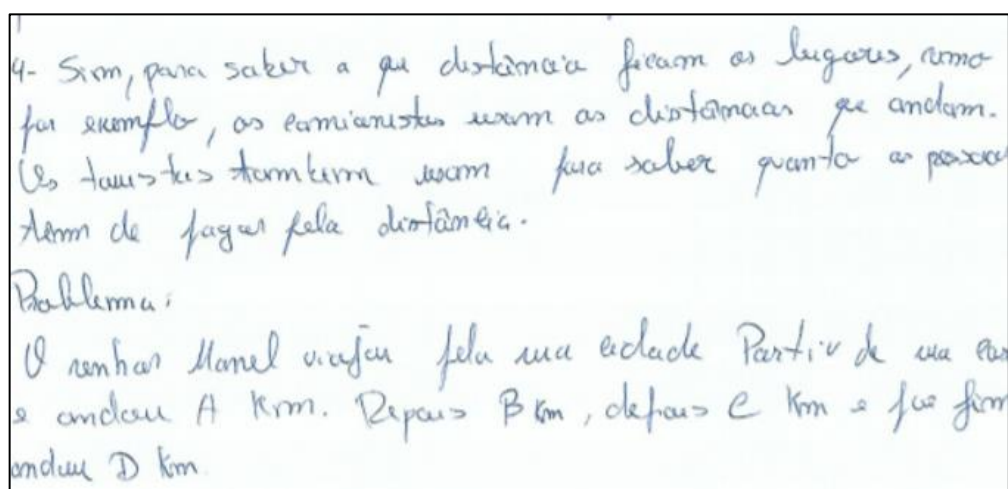 4- Sim, para saber a que distância ficam os lugares, como
por exemplo, os camionistas usam as distâncias que andam.
Os taxistas também usam para saber quanto as pessoas
têm de pagar pela distância.
Problema:
O senhor Manel viajou pela sua cidade Partiu de sua cas
e andou A Km. Depois B Km, depois C Km e por fim
andou D Km.